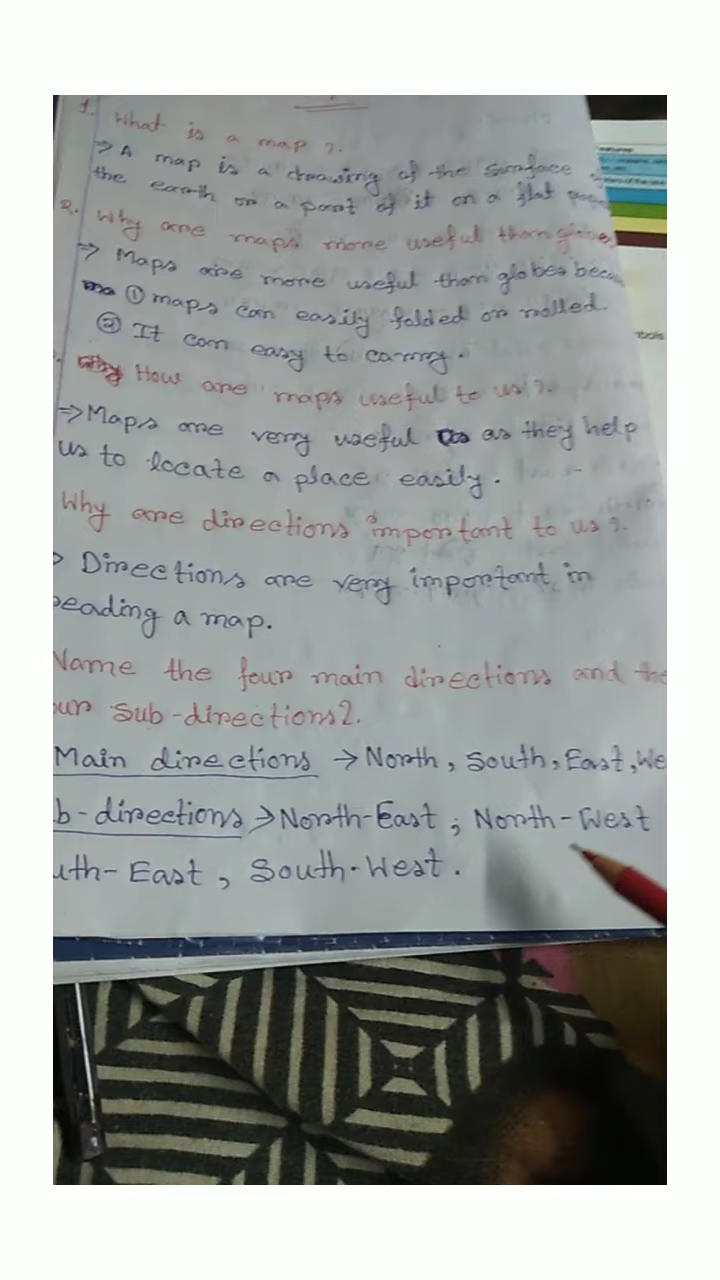 1. What is a map ?.
⇒ A map is a drawing of the surface
the earth or a part of it on a flat
2. Why are maps more useful than globes
⇒ Maps are more useful than globes becau
① maps can easily folded or rolled.
② It can easy to carry.
How are maps useful to us ?.
⇒ Maps are very useful as they help
us to locate a place easily.
Why are directions important to us ?.
Directions are very important in
reading a map.
Name the four main directions and the
our sub-directions?.
Main directions → North, South, East, We
b-directions → North-East, North-West
uth-East, South-West.